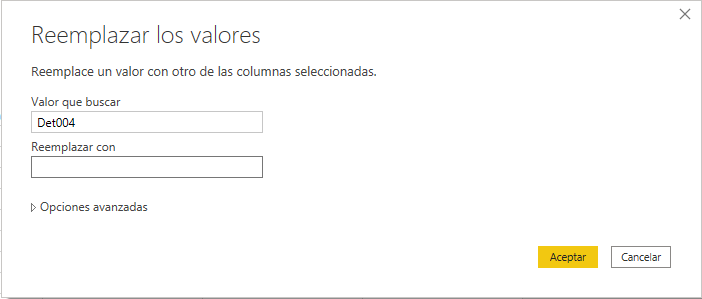 Reemplazar los valores
Reemplace un valor con otro de las columnas seleccionadas.
Valor que buscar
Det004
Reemplazar con
Opciones avanzadas
Aceptar
Cancelar